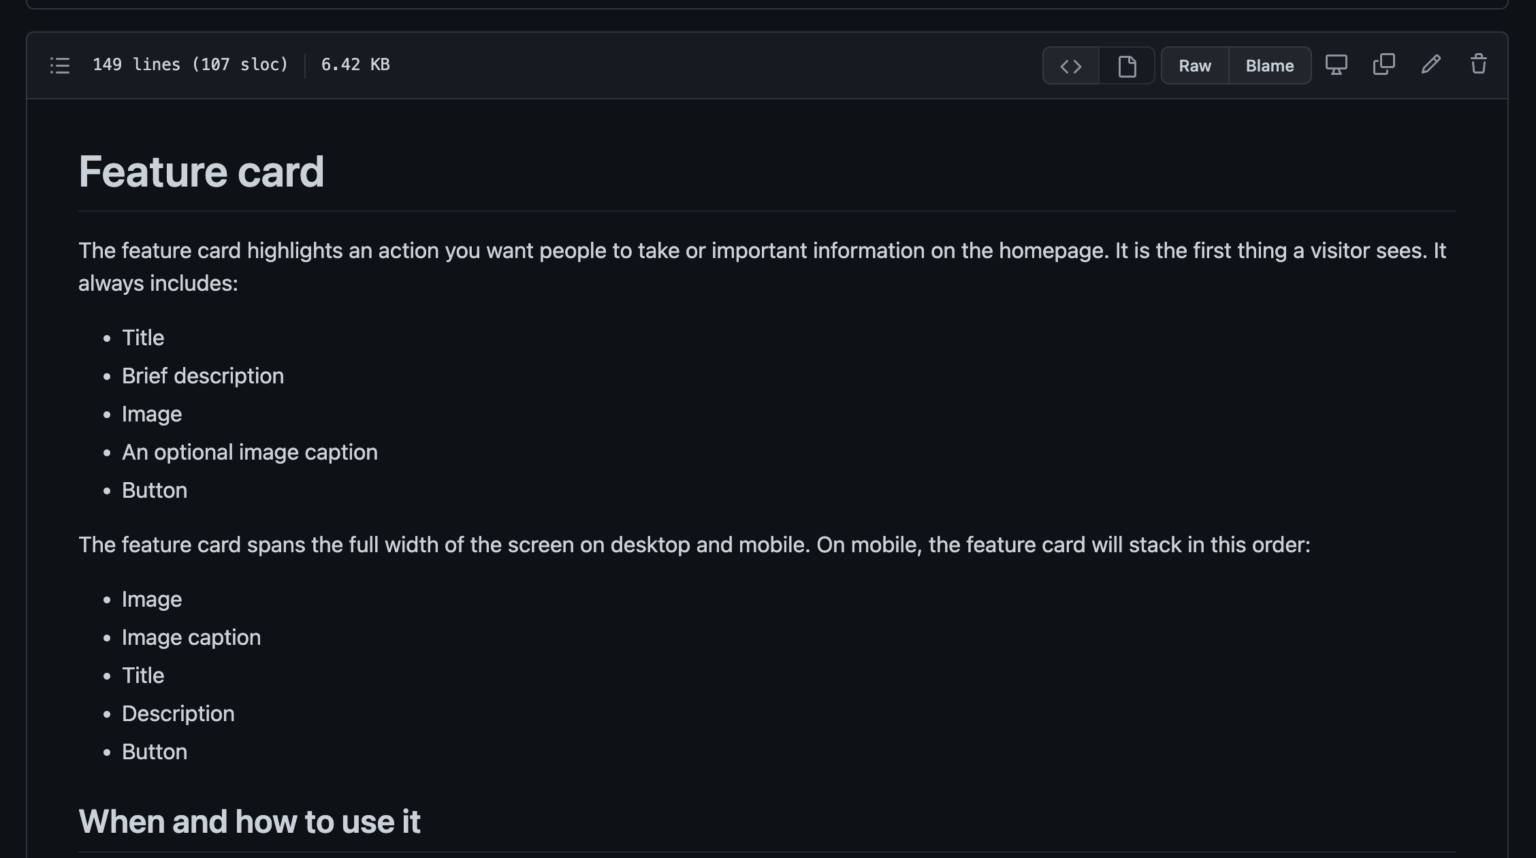 149 lines (107 sloc) 6.42 KB
Raw Blame
Feature card
The feature card highlights an action you want people to take or important information on the homepage. It is the first thing a visitor sees. It
always includes:
• Title
• Brief description
• Image
• An optional image caption
• Button
The feature card spans the full width of the screen on desktop and mobile. On mobile, the feature card will stack in this order:
• Image
• Image caption
• Title
• Description
• Button
When and how to use it